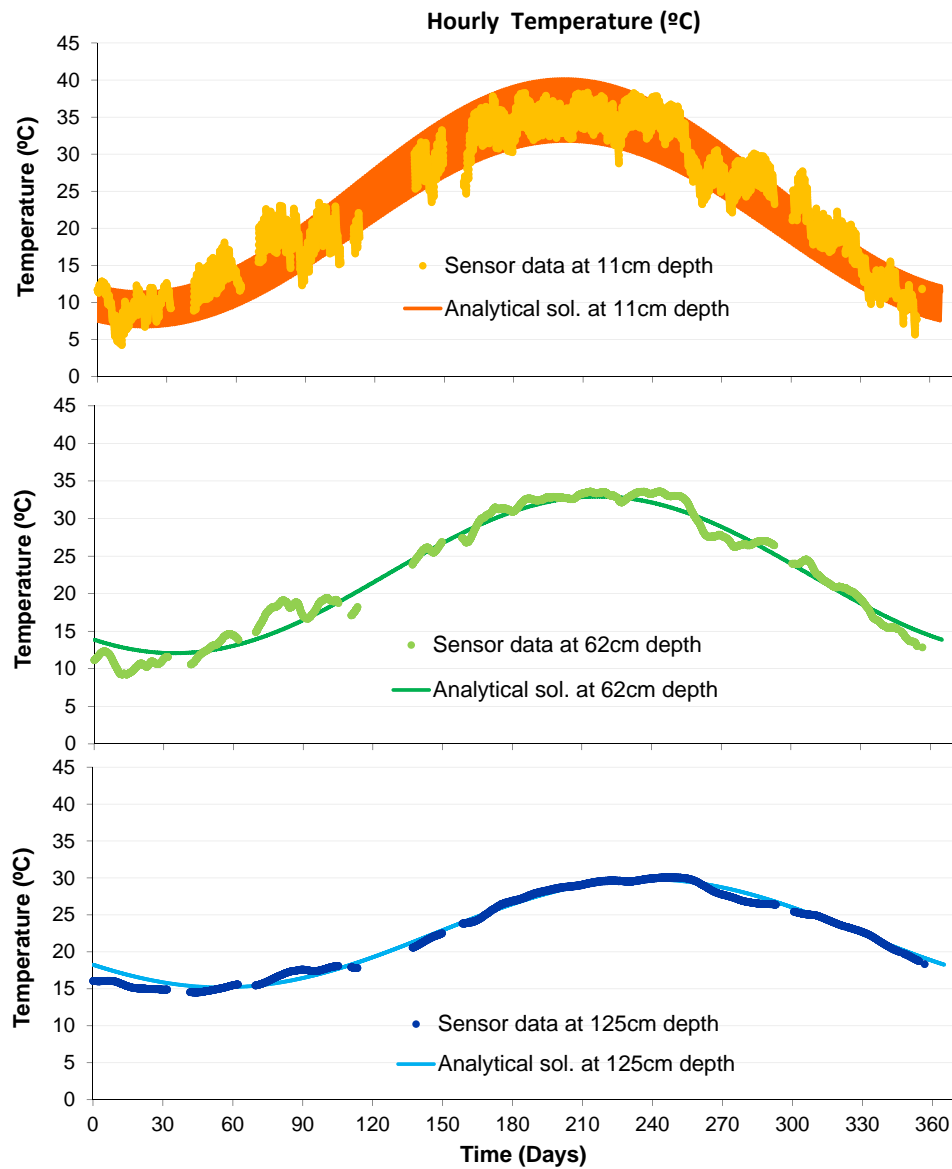 Hourly Temperature (ºC)
45
40
35
30
25
20
15
10
5
0
Temperature (ºC)
Sensor data at 11cm depth
Analytical sol. at 11cm depth
45
40
35
30
25
20
15
10
5
0
Temperature (ºC)
Sensor data at 62cm depth
Analytical sol. at 62cm depth
45
40
35
30
25
20
15
10
5
0
Temperature (ºC)
Sensor data at 125cm depth
Analytical sol. at 125cm depth
0 30 60 90 120 150 180 210 240 270 300 330 360
Time (Days)